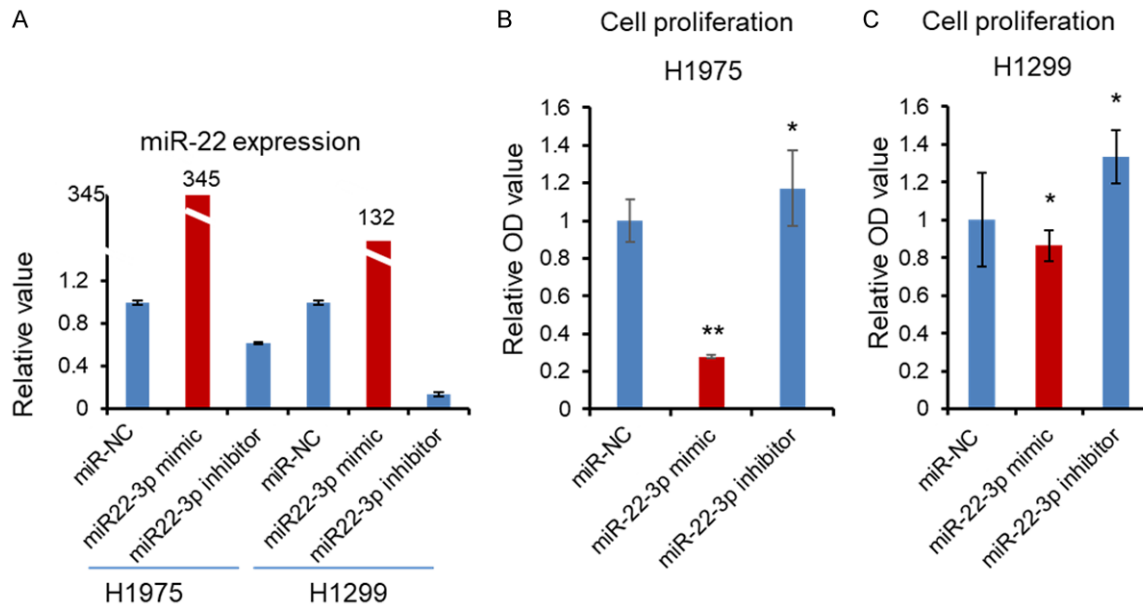 A
miR-22 expression
Relative value
345
1.2
0.8
0.4
0
345
132
miR-NC
miR22-3p mimic
miR22-3p inhibitor
miR-NC
miR22-3p mimic
miR22-3p inhibitor
H1975
H1299
B
Cell proliferation
H1975
Relative OD value
1.6
1.4
1.2
1
0.8
0.6
0.4
0.2
0
**
*
miR-NC
miR-22-3p mimic
miR-22-3p inhibitor
C
Cell proliferation
H1299
Relative OD value
1.6
1.4
1.2
1
0.8
0.6
0.4
0.2
0
*
*
miR-NC
miR-22-3p mimic
miR-22-3p inhibitor